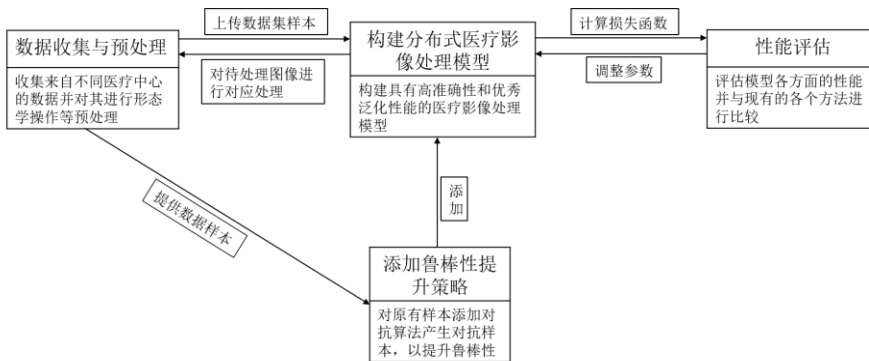 数据收集与预处理
收集来自不同医疗中心
的数据并对其进行形态
学操作等预处理
上传数据集样本
对待处理图像进
行对应处理
构建分布式医疗影
像处理模型
构建具有高准确性和优秀
泛化性能的医疗影像处理
模型
计算损失函数
调整参数
性能评估
评估模型各方面的性能
并与现有的各个方法进
行比较
提供数据样本
添
加
添加鲁棒性提
升策略
对原有样本添加对
抗算法产生对抗样
本，以提升鲁棒性